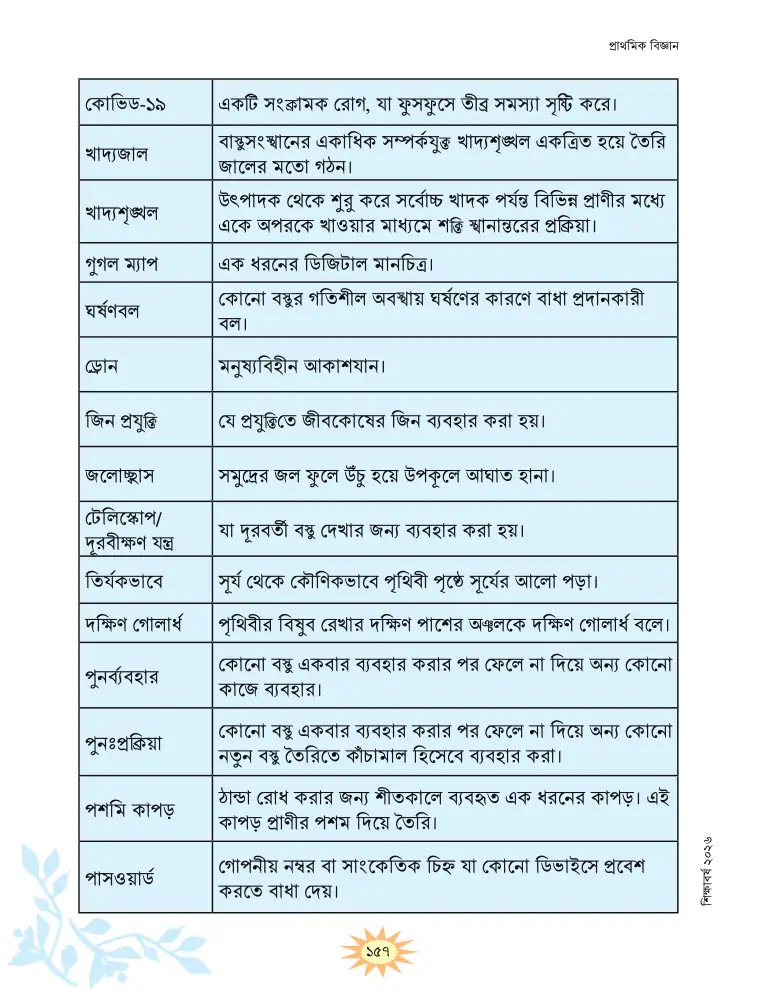 প্রাথমিক বিজ্ঞান
কোভিড-১৯
একটি সংক্রামক রোগ, যা ফুসফুসে তীব্র সমস্যা সৃষ্টি করে।
খাদ্যজাল
বাস্তুসংস্থানের একাধিক সম্পর্কযুক্ত খাদ্যশৃঙ্খল একত্রিত হয়ে তৈরি
জালের মতো গঠন।
খাদ্যশৃঙ্খল
উৎপাদক থেকে শুরু করে সর্বোচ্চ খাদক পর্যন্ত বিভিন্ন প্রাণীর মধ্যে
একে অপরকে খাওয়ার মাধ্যমে শক্তি স্থানান্তরের প্রক্রিয়া।
গুগল ম্যাপ
এক ধরনের ডিজিটাল মানচিত্র।
ঘর্ষণবল
কোনো বস্তুর গতিশীল অবস্থায় ঘর্ষণের কারণে বাধা প্রদানকারী
বল।
ড্রোন
মনুষ্যবিহীন আকাশযান।
জিন প্রযুক্তি
যে প্রযুক্তিতে জীবকোষের জিন ব্যবহার করা হয়।
জলোচ্ছ্বাস
সমুদ্রের জল ফুলে উঁচু হয়ে উপকূলে আঘাত হানা।
টেলিস্কোপ/
দূরবীক্ষণ যন্ত্র
যা দূরবর্তী বস্তু দেখার জন্য ব্যবহার করা হয়।
তির্যকভাবে
সূর্য থেকে কৌণিকভাবে পৃথিবী পৃষ্ঠে সূর্যের আলো পড়া।
দক্ষিণ গোলার্ধ
পৃথিবীর বিষুব রেখার দক্ষিণ পাশের অঞ্চলকে দক্ষিণ গোলার্ধ বলে।
পুনর্ব্যবহার
কোনো বস্তু একবার ব্যবহার করার পর ফেলে না দিয়ে অন্য কোনো
কাজে ব্যবহার।
পুনঃপ্রক্রিয়া
কোনো বস্তু একবার ব্যবহার করার পর ফেলে না দিয়ে অন্য কোনো
নতুন বস্তু তৈরিতে কাঁচামাল হিসেবে ব্যবহার করা।
পশমি কাপড়
ঠান্ডা রোধ করার জন্য শীতকালে ব্যবহৃত এক ধরনের কাপড়। এই
কাপড় প্রাণীর পশম দিয়ে তৈরি।
পাসওয়ার্ড
গোপনীয় নম্বর বা সাংকেতিক চিহ্ন যা কোনো ডিভাইসে প্রবেশ
করতে বাধা দেয়।
শিক্ষাবর্ষ ২০২৬
১৫৭